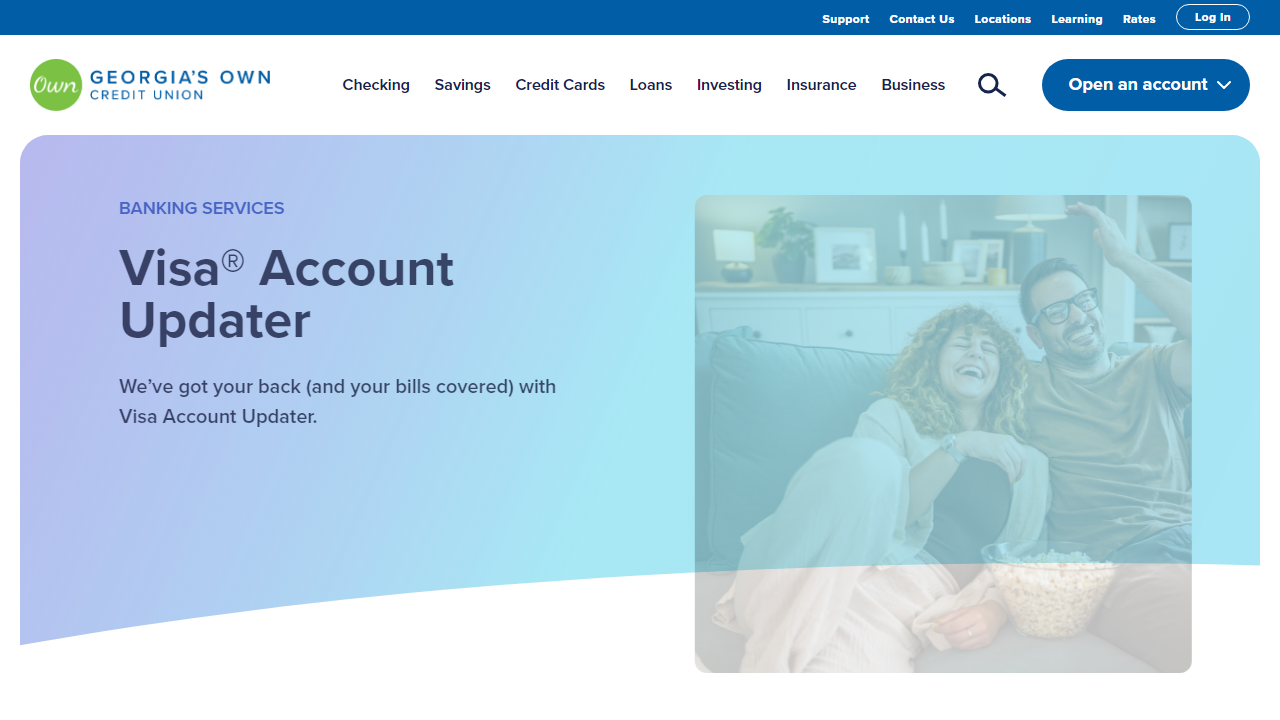 Support Contact Us Locations Learning Rates Log In
Own GEORGIA'S OWN
CREDIT UNION
Checking Savings Credit Cards Loans Investing Insurance Business Open an account
BANKING SERVICES
Visa® Account
Updater
We’ve got your back (and your bills covered) with
Visa Account Updater.